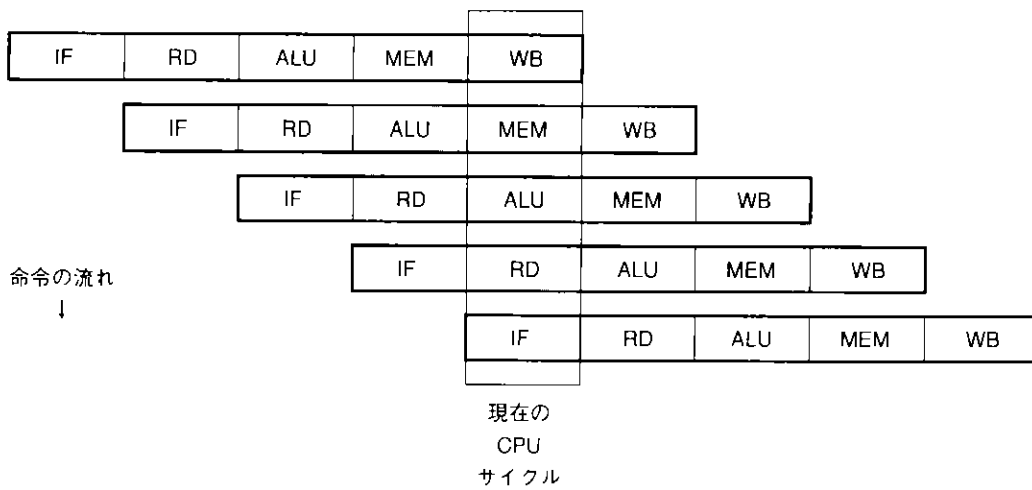 IF RD ALU MEM WB
IF RD ALU MEM WB
IF RD ALU MEM WB
IF RD ALU MEM WB
命令の流れ
↓
IF RD ALU MEM WB
現在の
CPU
サイクル